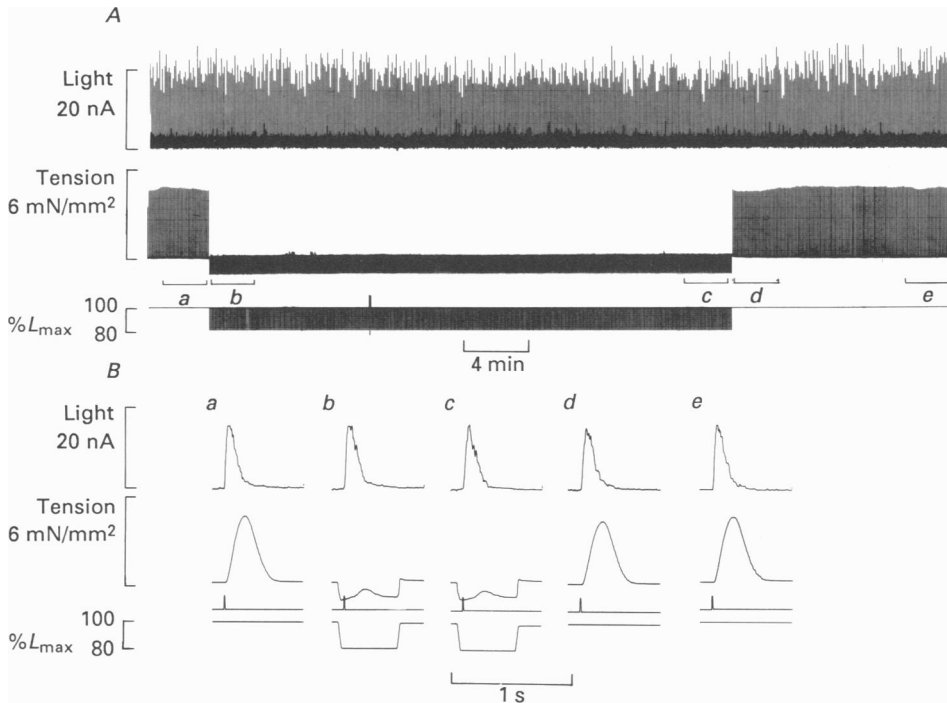 A
Light
20 nA
Tension
6 mN/mm²
a b c d e
100
%Lmax
80
4 min
B
a b c d e
Light
20 nA
Tension
6 mN/mm²
100
%Lmax
80
1 s